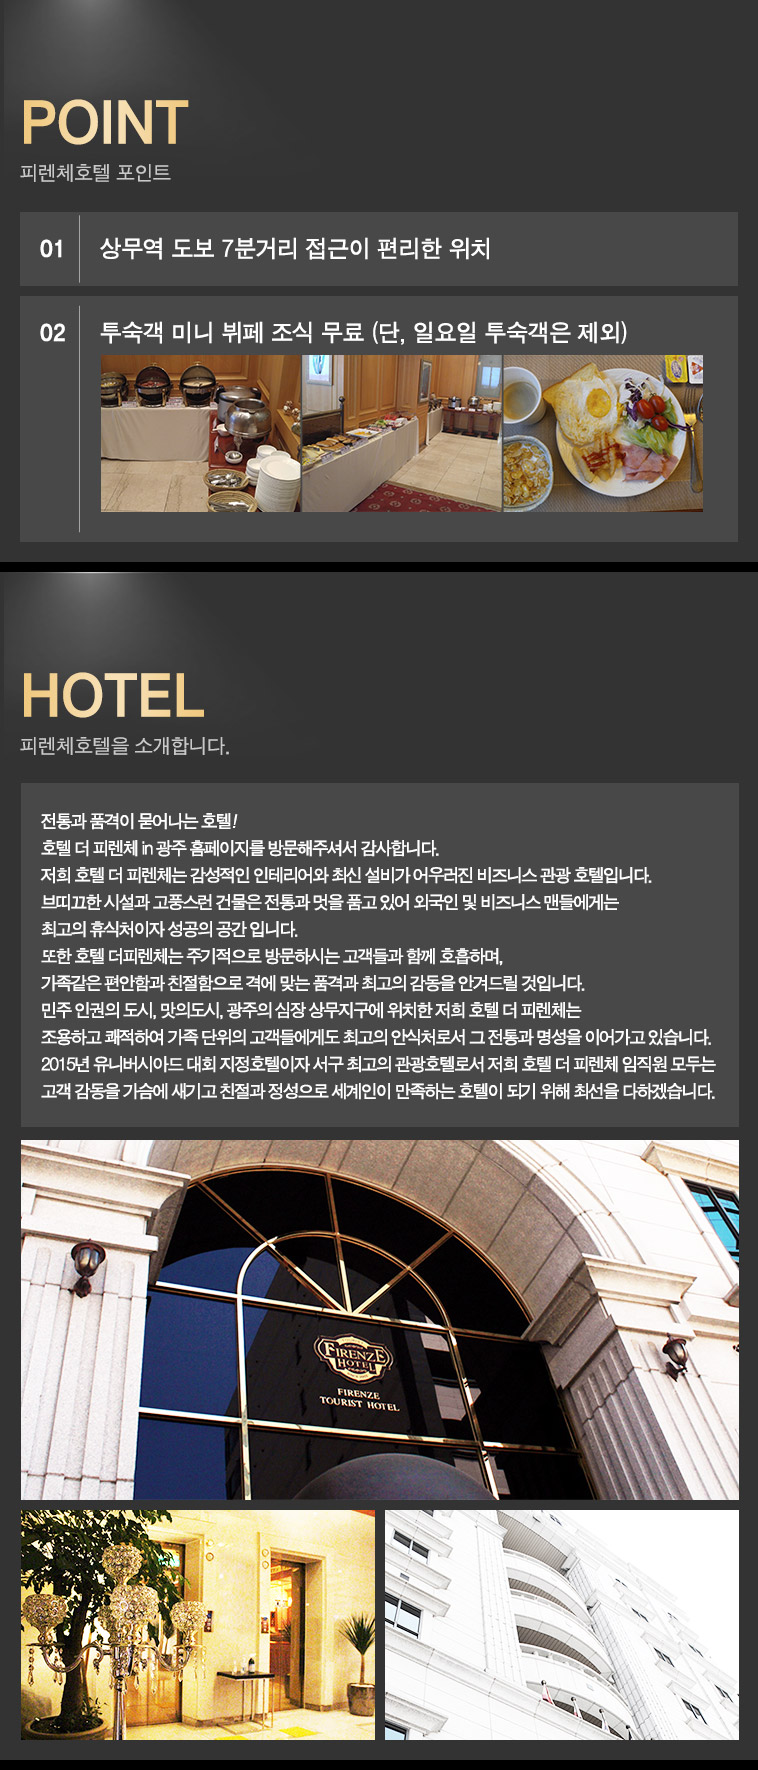 POINT
피렌체호텔 포인트
01 상무역 도보 7분거리 접근이 편리한 위치
02 투숙객 미니 뷔페 조식 무료 (단, 일요일 투숙객은 제외)
HOTEL
피렌체호텔을 소개합니다.
전통과 품격이 묻어나는 호텔!
호텔 더 피렌체 in 광주 홈페이지를 방문해주셔서 감사합니다.
저희 호텔 더 피렌체는 감성적인 인테리어와 최신 설비가 어우러진 비즈니스 관광 호텔입니다.
브띠끄한 시설과 고풍스런 건물은 전통과 멋을 품고 있어 외국인 및 비즈니스 맨들에게는
최고의 휴식처이자 성공의 공간 입니다.
또한 호텔 더피렌체는 주기적으로 방문하시는 고객들과 함께 호흡하며,
가족같은 편안함과 친절함으로 격에 맞는 품격과 최고의 감동을 안겨드릴 것입니다.
민주 인권의 도시, 맛의도시, 광주의 심장 상무지구에 위치한 저희 호텔 더 피렌체는
조용하고 쾌적하여 가족 단위의 고객들에게도 최고의 안식처로서 그 전통과 명성을 이어가고 있습니다.
2015년 유니버시아드 대회 지정호텔이자 서구 최고의 관광호텔로서 저희 호텔 더 피렌체 임직원 모두는
고객 감동을 가슴에 새기고 친절과 정성으로 세계인이 만족하는 호텔이 되기 위해 최선을 다하겠습니다.
FIRENZE
HOTEL
FIRENZE
TOURIST HOTEL